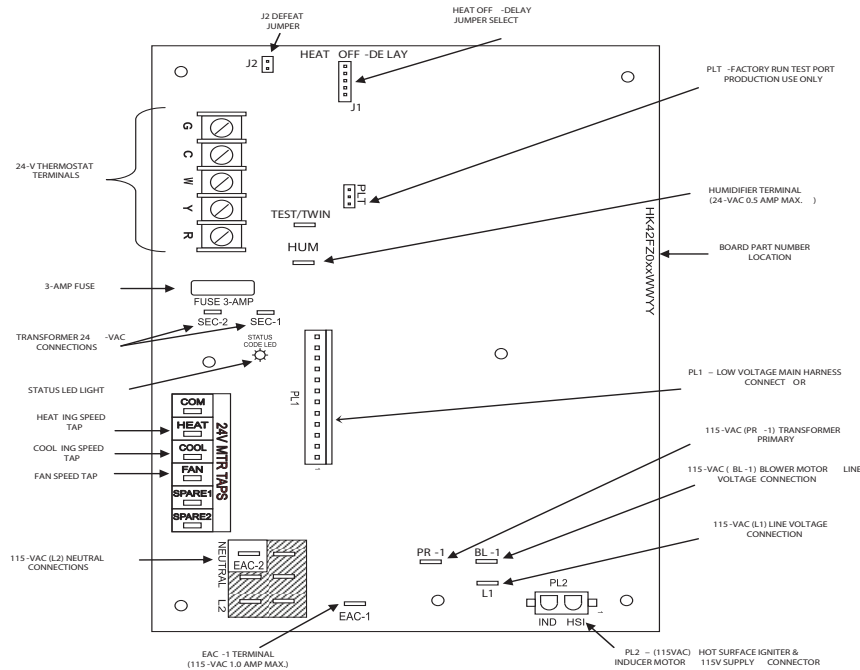 J2 DEFEAT
JUMPER
HEAT OFF -DELAY
JUMPER SELECT
J2
HEAT OFF -DE LAY
J1
PLT -FACTORY RUN TEST PORT
PRODUCTION USE ONLY
24-V THERMOSTAT
TERMINALS
G
C
W
Y
R
PLT
TEST/TWIN
HUM
HUMIDIFIER TERMINAL
(24-VAC 0.5 AMP MAX. )
HK42FZ0xxWWYY
BOARD PART NUMBER
LOCATION
3-AMP FUSE
FUSE 3-AMP
SEC-2
SEC-1
TRANSFORMER 24 -VAC
CONNECTIONS
STATUS
CODE LED
STATUS LED LIGHT
PL1
1
PL1 – LOW VOLTAGE MAIN HARNESS
CONNECT OR
HEAT ING SPEED
TAP
COOL ING SPEED
TAP
FAN SPEED TAP
COM
HEAT
COOL
FAN
SPARE1
SPARE2
24V MTR TAPS
115-VAC (PR -1) TRANSFORMER
PRIMARY
115-VAC ( BL -1) BLOWER MOTOR LINE
VOLTAGE CONNECTION
115-VAC (L1) LINE VOLTAGE
CONNECTION
115-VAC (L2) NEUTRAL
CONNECTIONS
NEUTRAL
L2
EAC-2
PR -1
BL -1
L1
PL2
1
IND
HSI
EAC-1
EAC -1 TERMINAL
(115 -VAC 1.0 AMP MAX.)
PL2 – (115VAC) HOT SURFACE IGNITER &
INDUCER MOTOR 115V SUPPLY CONNECTOR